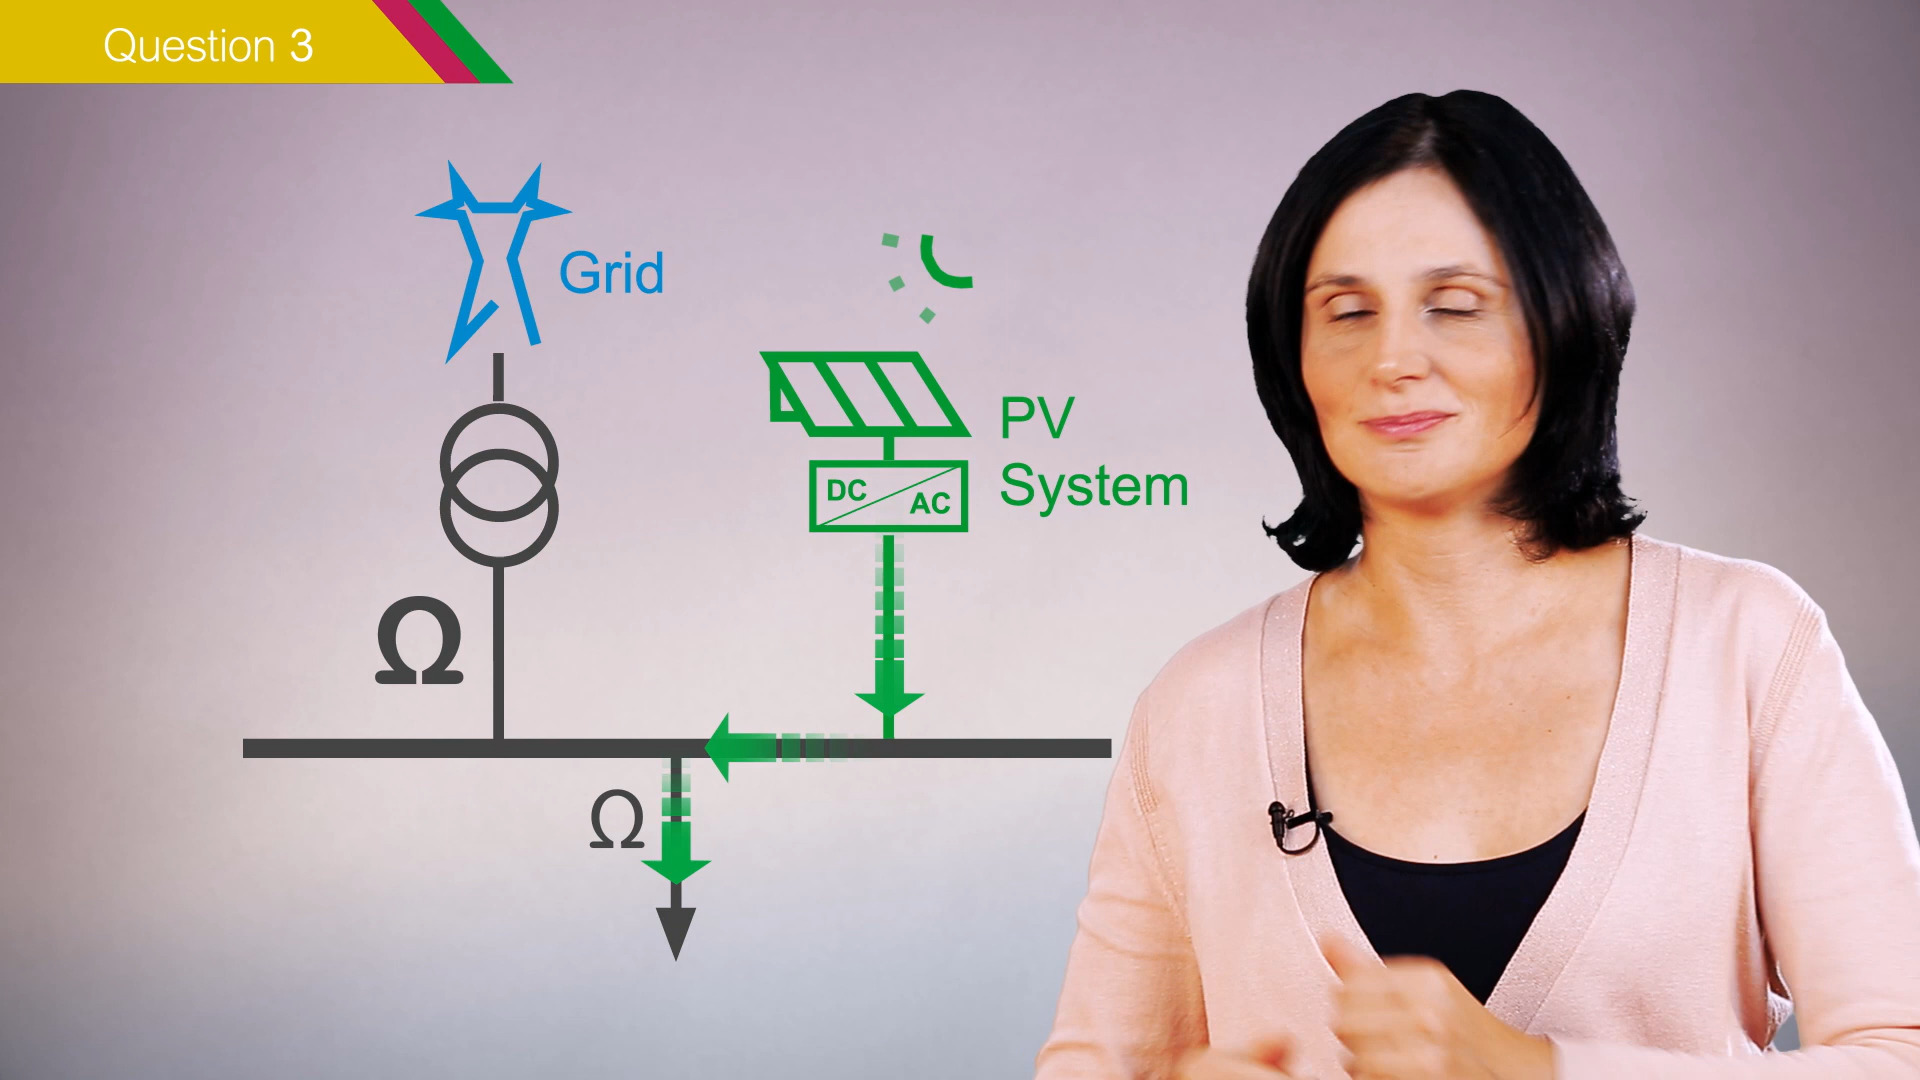 Question 3
Grid
PV
System
DC
AC
Ω
Ω